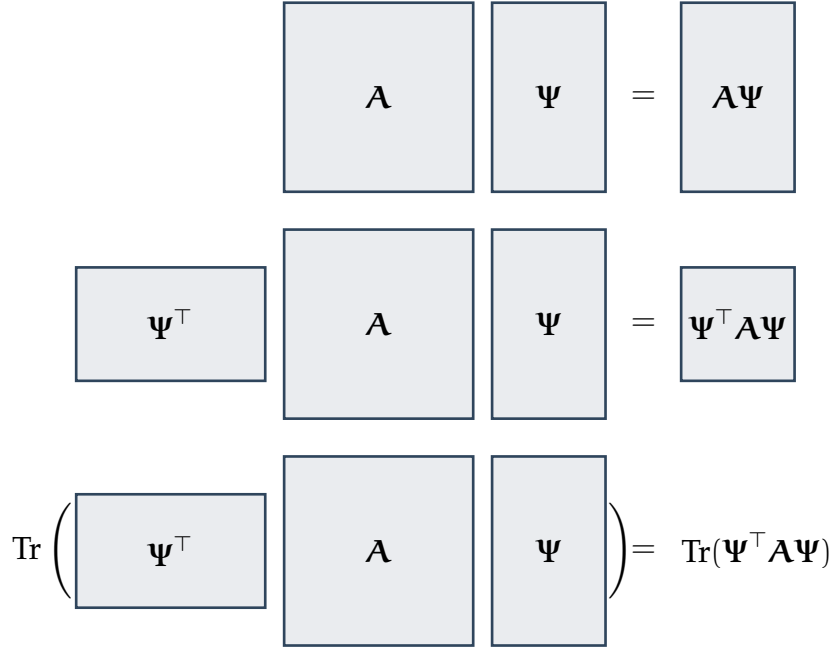 A Ψ = AΨ
Ψ⊤ A Ψ = Ψ⊤AΨ
Tr ( Ψ⊤ A Ψ ) = Tr(Ψ⊤AΨ)